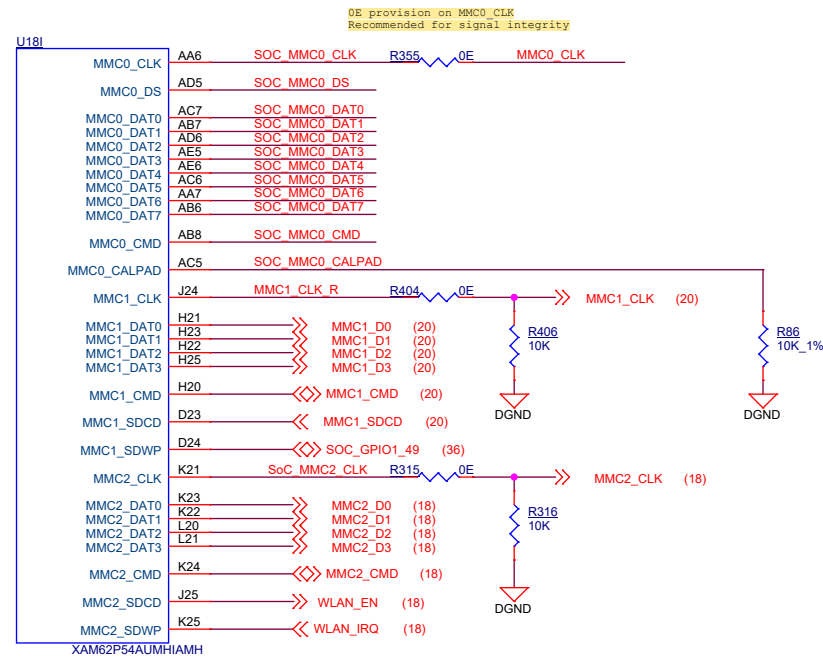 0E provision on MMC0_CLK
Recommended for signal integrity
U18I
MMC0_CLK AA6 SOC_MMC0_CLK R355 0E MMC0_CLK
MMC0_DS AD5 SOC_MMC0_DS
MMC0_DAT0 AC7 SOC_MMC0_DAT0
MMC0_DAT1 AB7 SOC_MMC0_DAT1
MMC0_DAT2 AD6 SOC_MMC0_DAT2
MMC0_DAT3 AE5 SOC_MMC0_DAT3
MMC0_DAT4 AE6 SOC_MMC0_DAT4
MMC0_DAT5 AC6 SOC_MMC0_DAT5
MMC0_DAT6 AA7 SOC_MMC0_DAT6
MMC0_DAT7 AB6 SOC_MMC0_DAT7
MMC0_CMD AB8 SOC_MMC0_CMD
MMC0_CALPAD AC5 SOC_MMC0_CALPAD
MMC1_CLK J24 MMC1_CLK_R R404 0E MMC1_CLK (20)
MMC1_DAT0 H21 MMC1_D0 (20)
MMC1_DAT1 H23 MMC1_D1 (20)
MMC1_DAT2 H22 MMC1_D2 (20)
MMC1_DAT3 H25 MMC1_D3 (20)
R406
10K
R86
10K_1%
MMC1_CMD H20 MMC1_CMD (20)
DGND
DGND
MMC1_SDCD D23 MMC1_SDCD (20)
MMC1_SDWP D24 SOC_GPIO1_49 (36)
MMC2_CLK K21 SoC_MMC2_CLK R315 0E MMC2_CLK (18)
MMC2_DAT0 K23 MMC2_D0 (18)
MMC2_DAT1 K22 MMC2_D1 (18)
MMC2_DAT2 L20 MMC2_D2 (18)
MMC2_DAT3 L21 MMC2_D3 (18)
R316
10K
MMC2_CMD K24 MMC2_CMD (18)
MMC2_SDCD J25 WLAN_EN (18)
DGND
MMC2_SDWP K25 WLAN_IRQ (18)
XAM62P54AUMHIAMH